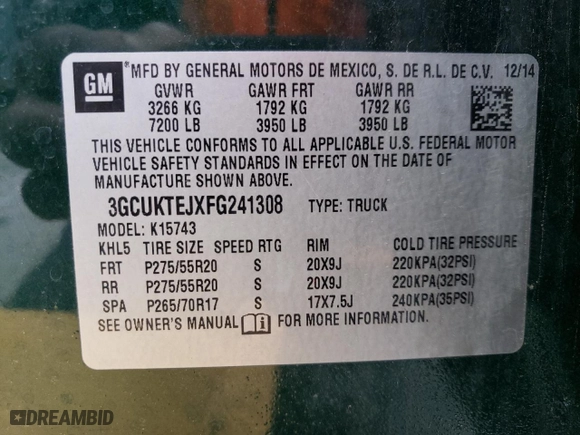 GM *MFD BY GENERAL MOTORS DE MEXICO, S. DE R.L. DE C.V. 12/14
GVWR GAWR FRT GAWR RR
3266 KG 1792 KG 1792 KG
7200 LB 3950 LB 3950 LB
THIS VEHICLE CONFORMS TO ALL APPLICABLE U.S. FEDERAL MOTOR
VEHICLE SAFETY STANDARDS IN EFFECT ON THE DATE OF
MANUFACTURE SHOWN ABOVE.
3GCUKTEJXFG241308 TYPE: TRUCK
MODEL: K15743
KHL5 TIRE SIZE SPEED RTG RIM COLD TIRE PRESSURE
FRT P275/55R20 S 20X9J 220KPA(32PSI)
RR P275/55R20 S 20X9J 220KPA(32PSI)
SPA P265/70R17 S 17X7.5J 240KPA(35PSI)
SEE OWNER'S MANUAL FOR MORE INFORMATION.
DREAMBID